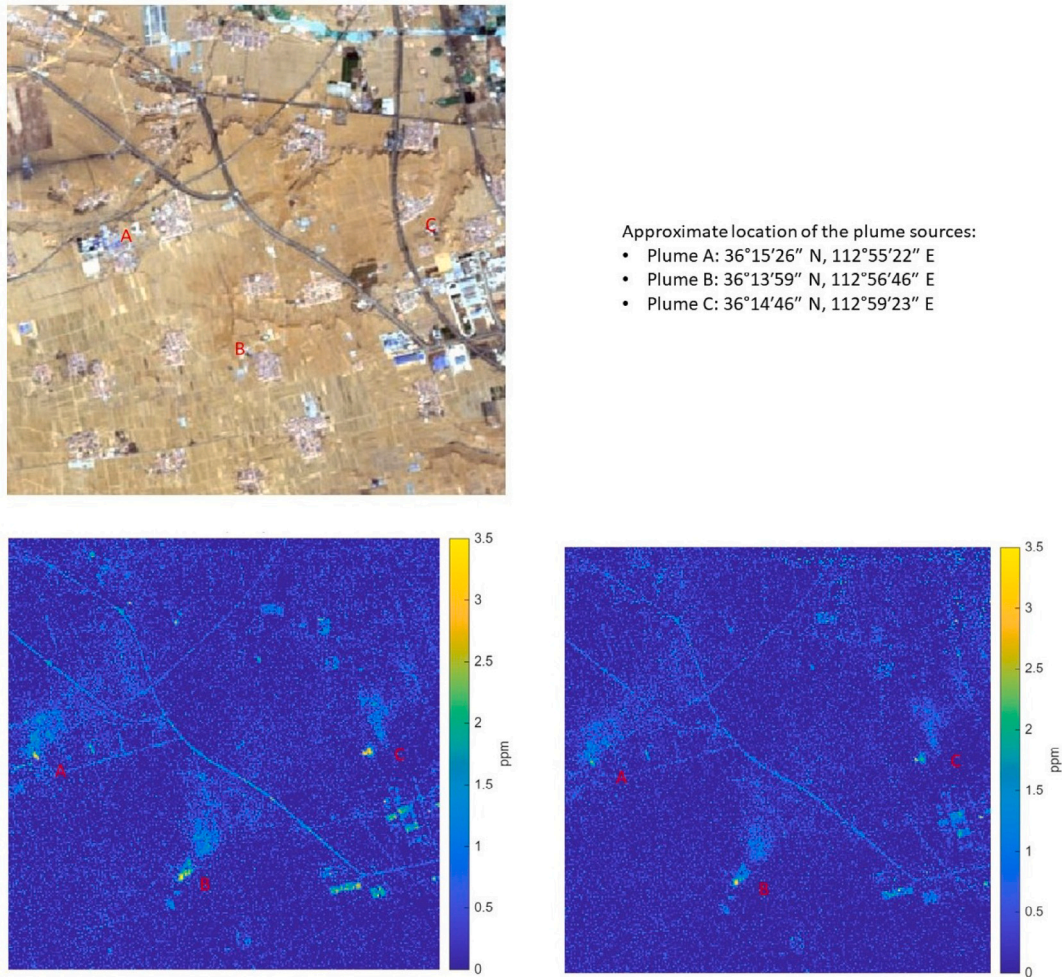 A
C
B
Approximate location of the plume sources:
• Plume A: 36°15’26” N, 112°55’22” E
• Plume B: 36°13’59” N, 112°56’46” E
• Plume C: 36°14’46” N, 112°59’23” E
3.5
3
2.5
2
1.5
1
0.5
0
ppm
A
B
C
3.5
3
2.5
2
1.5
1
0.5
0
ppm
A
B
C